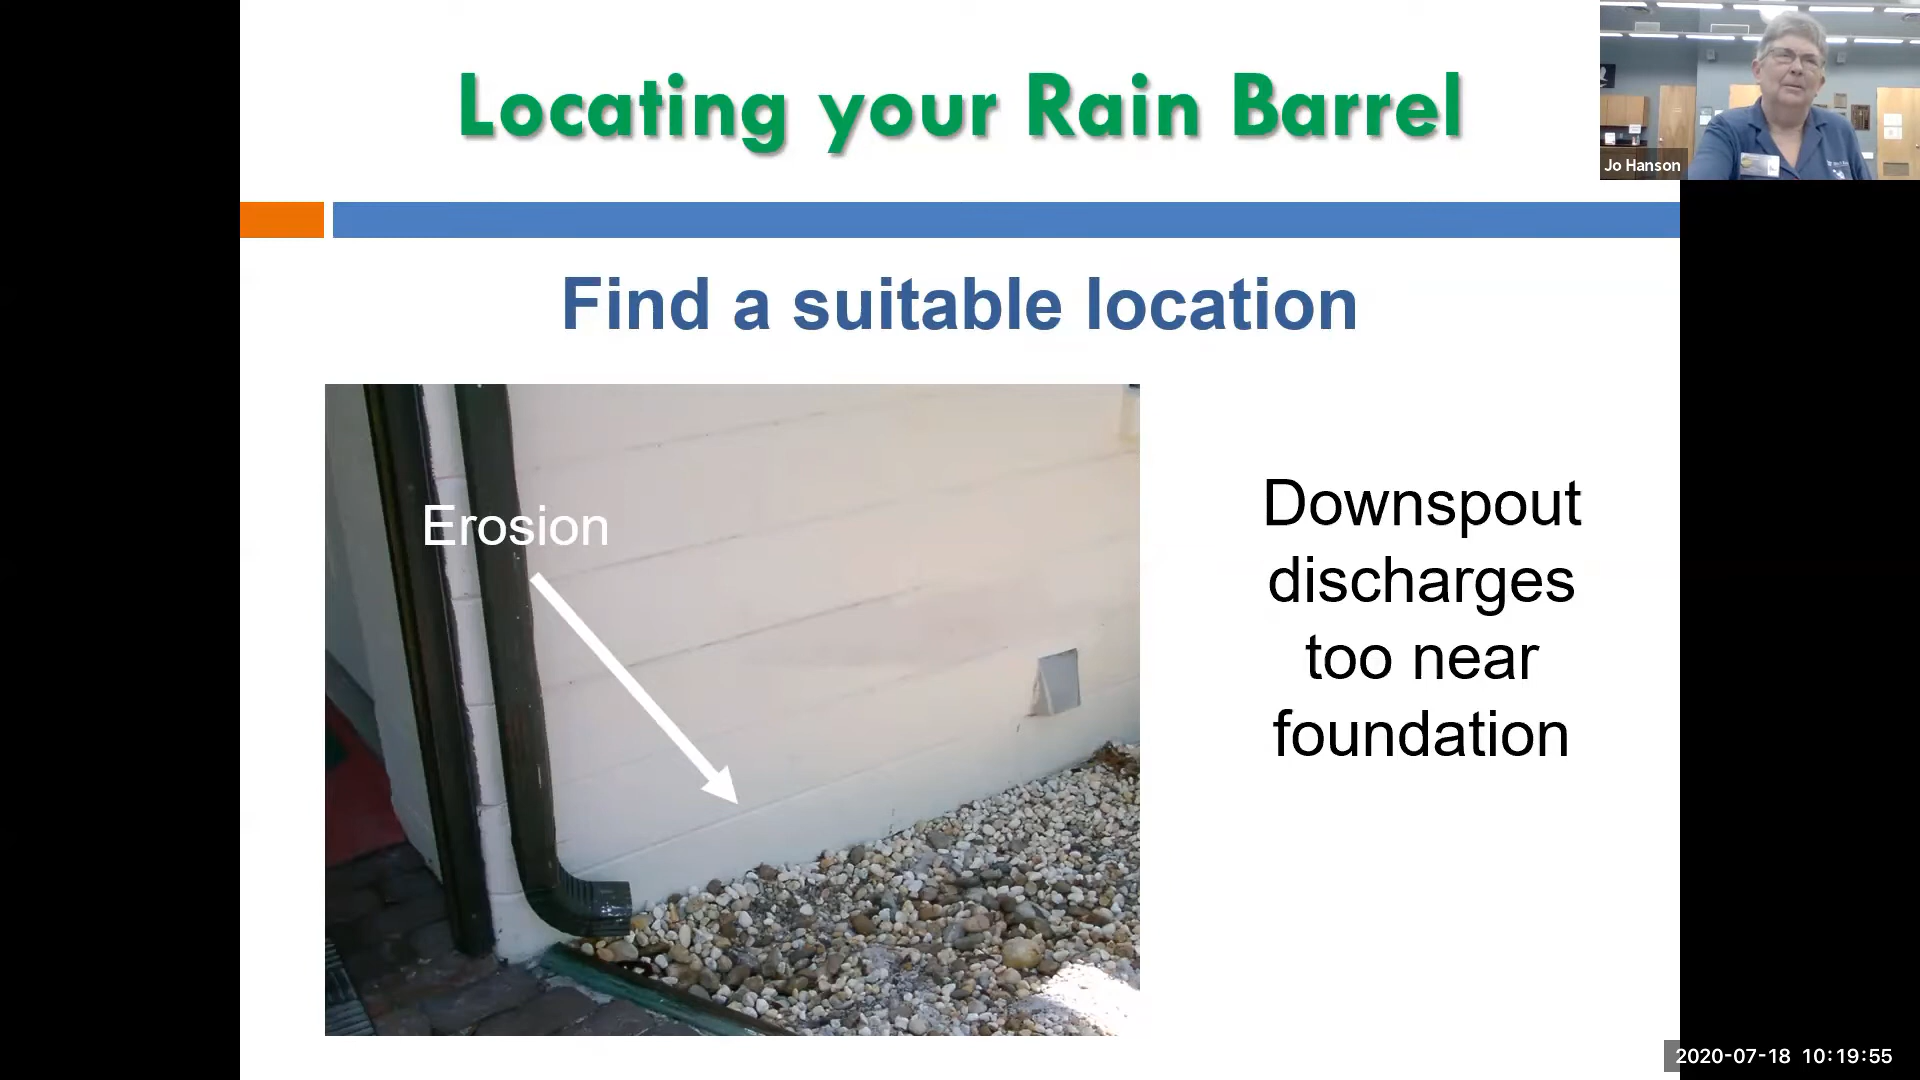 Locating your Rain Barrel
Jo Hanson
Find a suitable location
Erosion
Downspout
discharges
too near
foundation
2020-07-18 10:19:55